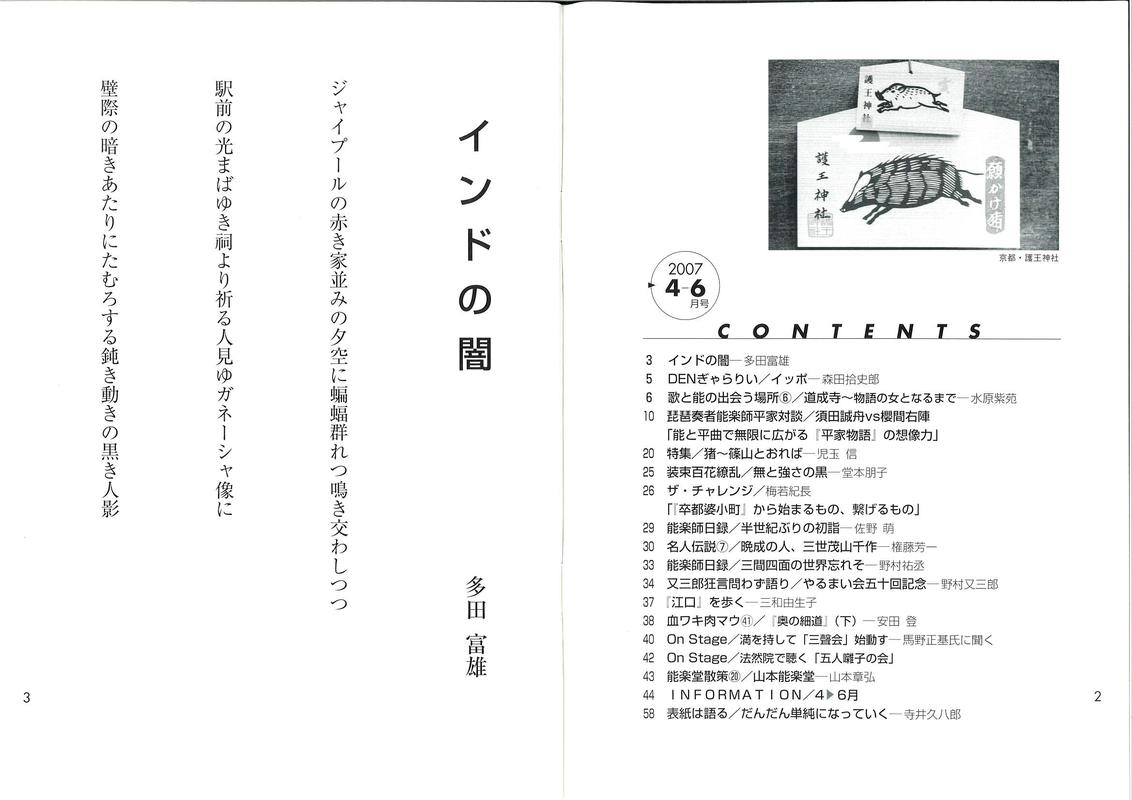 護王神社
護王神社
願かけ猪
京都・護王神社
2007
4-6
月号
CONTENTS
3 インドの闇―多田富雄
5 DENぎゃらりい/イッポ―森田拾史郎
6 歌と能の出会う場所⑥/道成寺~物語の女となるまで―水原紫苑
10 琵琶奏者能楽師平家対談/須田誠舟vs櫻間右陣
「能と平曲で無限に広がる『平家物語』の想像力」
20 特集/猪~篠山とおれば―児玉 信
25 装束百花繚乱/無と強さの黒―堂本朋子
26 ザ・チャレンジ/梅若紀長
「『卒都婆小町』から始まるもの、繋げるもの」
29 能楽師日録/半世紀ぶりの初詣―佐野 萌
30 名人伝説⑦/晩成の人、三世茂山千作―権藤芳一
33 能楽師日録/三間四面の世界忘れそ―野村祐丞
34 又三郎狂言問わず語り/やるまい会五十回記念―野村又三郎
37 『江口』を歩く―三和由生子
38 血ワキ肉マウ㊶/『奥の細道』(下)―安田 登
40 On Stage/満を持して「三聲会」始動す―馬野正基氏に聞く
42 On Stage/法然院で聴く「五人囃子の会」
43 能楽堂散策⑳/山本能楽堂―山本章弘
44 INFORMATION/4▶6月
58 表紙は語る/だんだん単純になっていく―寺井久八郎
2
インドの闇
多田 富雄
ジャイプールの赤き家並みの夕空に蝙蝠群れつ鳴き交わしつつ
駅前の光まばゆき祠より祈る人見ゆガネーシャ像に
壁際の暗きあたりにたむろする鈍き動きの黒き人影
3